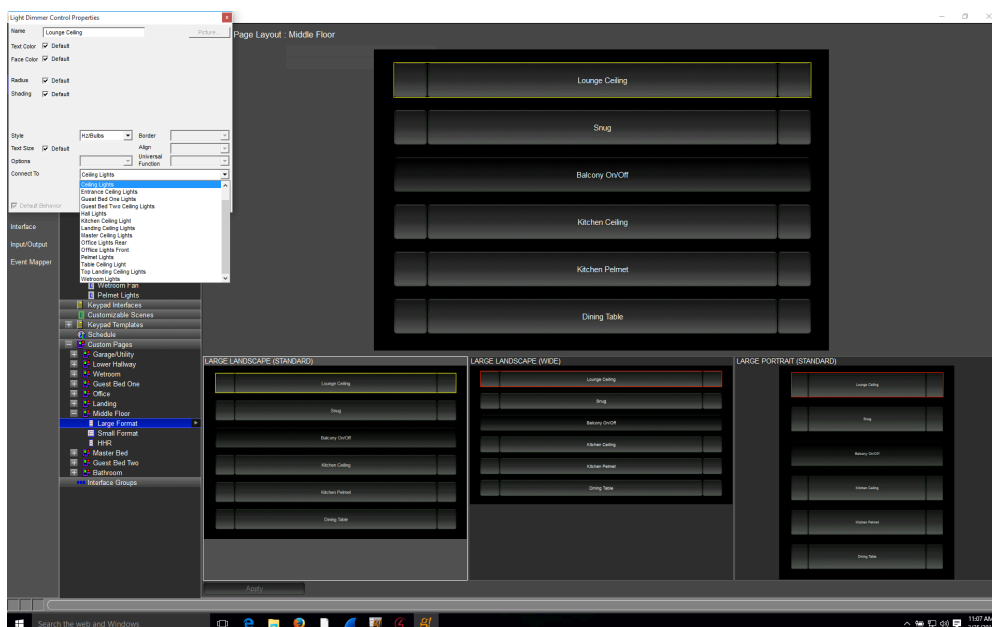 Light Dimmer Control Properties
x
Name
Lounge Ceiling
Picture...
Text Color
Default
Face Color
Default
Radius
Default
Shading
Default
Style
Hz/Bulbs
Border
Text Size
Default
Align
Options
Universal
Function
Connect To
Ceiling Lights
Ceiling Lights
Entrance Ceiling Lights
Guest Bed One Lights
Guest Bed Two Ceiling Lights
Hall Lights
Kitchen Ceiling Light
Landing Ceiling Lights
Master Ceiling Lights
Office Lights Rear
Offfice Lights Front
Pelmet Lights
Table Ceiling Light
Top Landing Ceiling Lights
Wetroom Lights
Default Behavior
Interface
Input/Output
Event Mapper
Wetroom Fan
Pelmet Lights
Keypad Interfaces
Customizable Scenes
Keypad Templates
Schedule
Custom Pages
Garage/Utility
Lower Hallway
Wetroom
Guest Bed One
Office
Landing
Middle Floor
Large Format
Small Format
HHR
Master Bed
Guest Bed Two
Bathroom
Interface Groups
Page Layout : Middle Floor
Lounge Ceiling
Snug
Balcony On/Off
Kitchen Ceiling
Kitchen Pelmet
Dining Table
LARGE LANDSCAPE (STANDARD)
Lounge Ceiling
Snug
Balcony On/Off
Kitchen Ceiling
Kitchen Pelmet
Dining Table
LARGE LANDSCAPE (WIDE)
Lounge Ceiling
Snug
Balcony On/Off
Kitchen Ceiling
Kitchen Pelmet
Dining Table
LARGE PORTRAIT (STANDARD)
Lounge Ceiling
Snug
Balcony On/Off
Kitchen Ceiling
Kitchen Pelmet
Dining Table
Apply
Search the web and Windows
11:07 AM